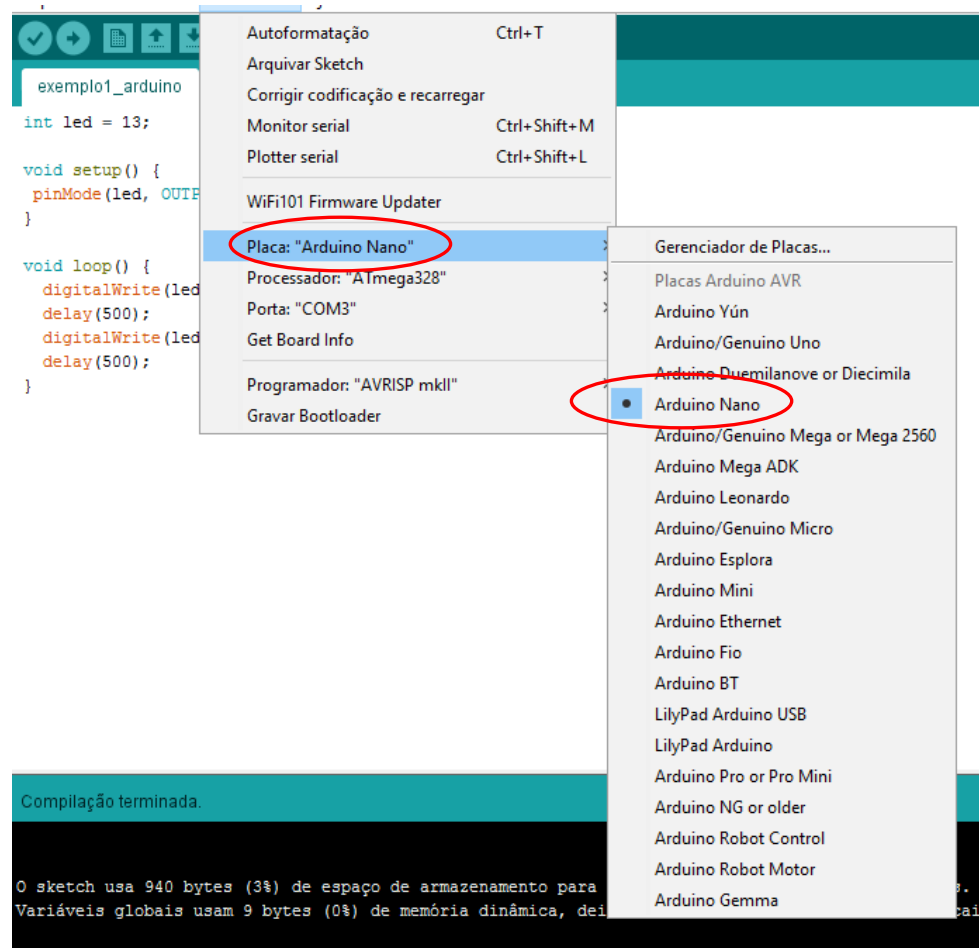 exemplo1_arduino
int led = 13;
void setup() {
pinMode(led,
}
void loop() {
digitalWrite(led
delay(500);
digitalWrite(led
delay(500);
}
Autoformatação Ctrl+T
Arquivar Sketch
Corrigir codificação e recarregar
Monitor serial Ctrl+Shift+M
Plotter serial Ctrl+Shift+L
WiFi101 Firmware Updater
Placa: "Arduino Nano"
Processador: "ATmega328"
Porta: "COM3"
Get Board Info
Programador: "AVRISP mkII"
Gravar Bootloader
Gerenciador de Placas...
Placas Arduino AVR
Arduino Yún
Arduino/Genuino Uno
Arduino Duemilanove or Diecimila
Arduino Nano
Arduino/Genuino Mega or Mega 2560
Arduino Mega ADK
Arduino Leonardo
Arduino/Genuino Micro
Arduino Esplora
Arduino Mini
Arduino Ethernet
Arduino Fio
Arduino BT
LilyPad Arduino USB
LilyPad Arduino
Arduino Pro or Pro Mini
Arduino NG or older
Arduino Robot Control
Arduino Robot Motor
Arduino Gemma
Compilação terminada.
O sketch usa 940 bytes (3%) de espaço de armazenamento para
Variáveis globais usam 9 bytes (0%) de memória dinâmica,